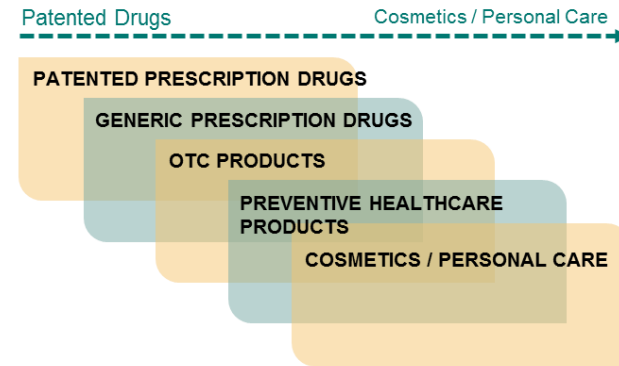 Patented Drugs
Cosmetics / Personal Care
PATENTED PRESCRIPTION DRUGS
GENERIC PRESCRIPTION DRUGS
OTC PRODUCTS
PREVENTIVE HEALTHCARE
PRODUCTS
COSMETICS / PERSONAL CARE